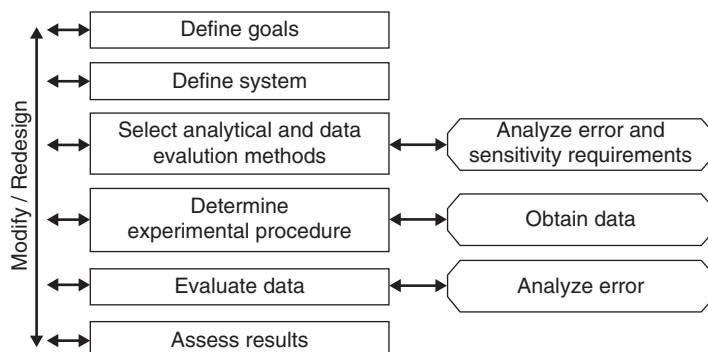 Modify / Redesign
Define goals
Define system
Select analytical and data
evalution methods
Analyze error and
sensitivity requirements
Determine
experimental procedure
Obtain data
Evaluate data
Analyze error
Assess results